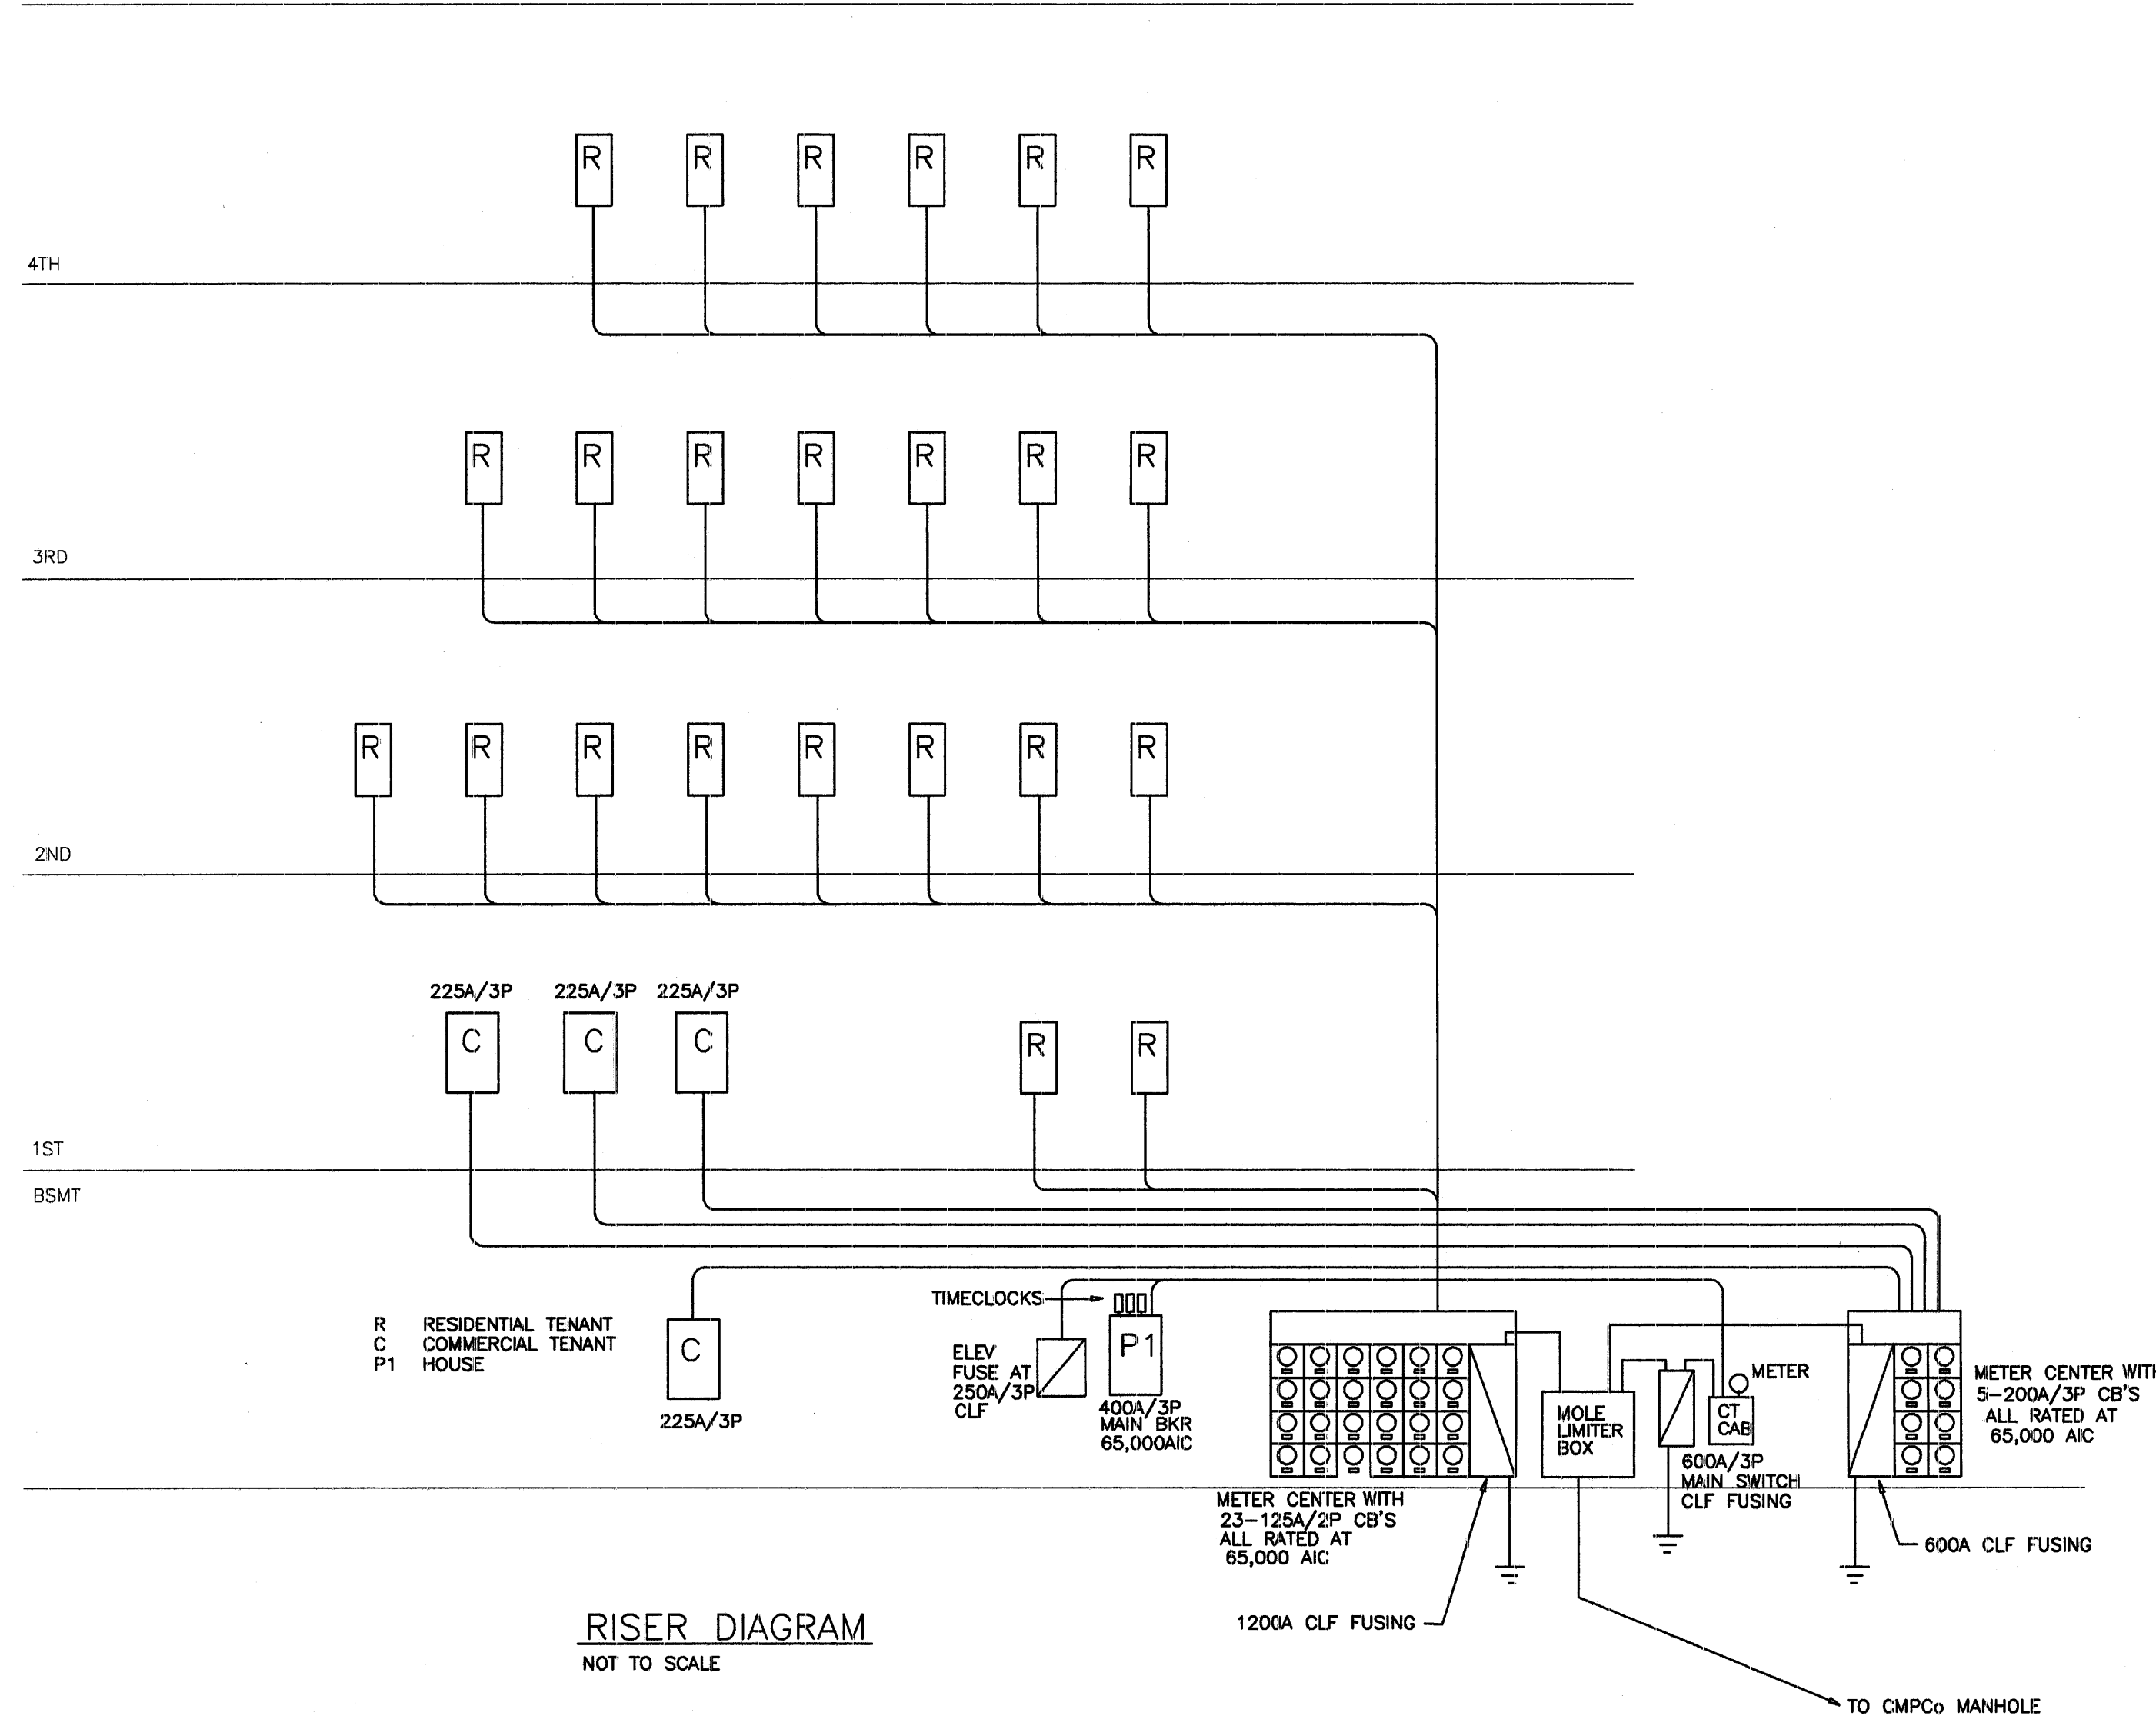 R R R R R R
4TH
R R R R R R R
3RD
R R R R R R R R
2ND
225A/3P 225A/3P 225A/3P
C C C R R
1ST
BSMT
TIMECLOCKS
R RESIDENTIAL TENANT
C COMMERCIAL TENANT
P1 HOUSE
C
225A/3P
ELEV
FUSE AT
250A/3P
CLF
P1
400A/3P
MAIN BKR
65,000AIC
METER CENTER WITH
23-125A/2P CB'S
ALL RATED AT
65,000 AIC
1200A CLF FUSING
MOLE
LIMITER
BOX
METER
CT
CAB
600A/3P
MAIN SWITCH
CLF FUSING
METER CENTER WITH
5-200A/3P CB'S
ALL RATED AT
65,000 AIC
600A CLF FUSING
TO CMPCo MANHOLE
RISER DIAGRAM
NOT TO SCALE